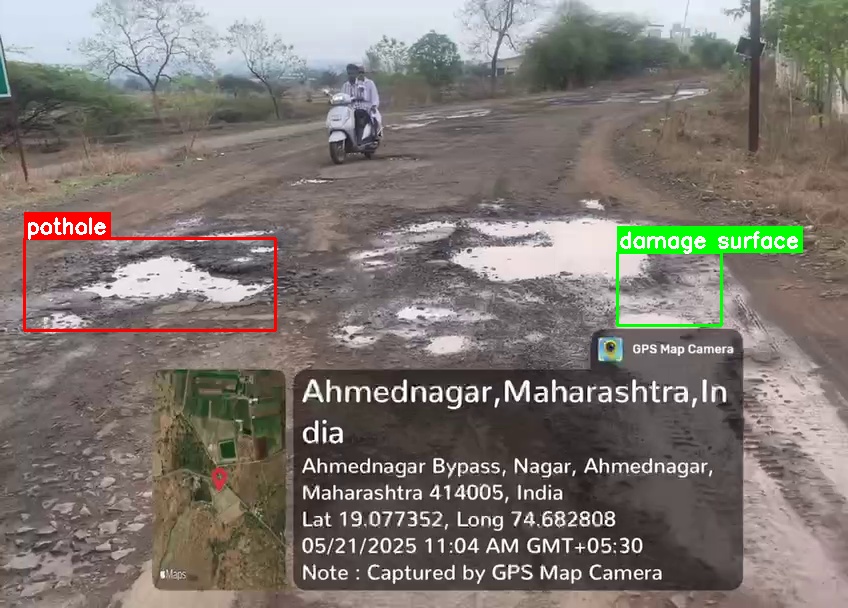 pothole
damage surface
GPS Map Camera
Ahmednagar,Maharashtra,In
dia
Ahmednagar Bypass, Nagar, Ahmednagar,
Maharashtra 414005, India
Lat 19.077352, Long 74.682808
05/21/2025 11:04 AM GMT+05:30
Note : Captured by GPS Map Camera
Maps